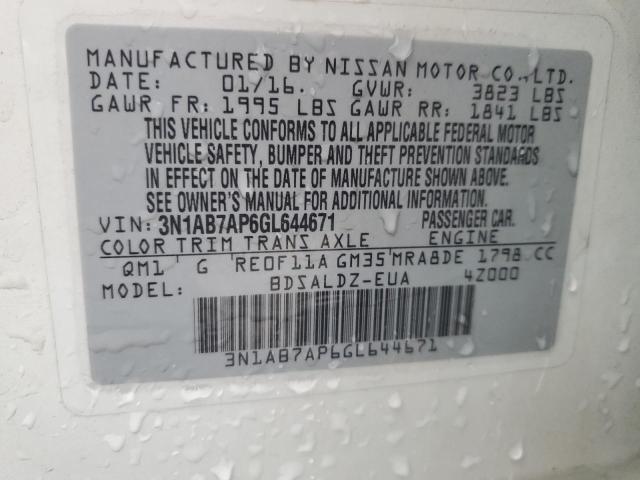 MANUFACTURED BY NISSAN MOTOR CO.,LTD.
DATE: 01/16. GVWR: 3823 LBS
GAWR FR: 1995 LBS GAWR RR: 1841 LBS
THIS VEHICLE CONFORMS TO ALL APPLICABLE FEDERAL MOTOR
VEHICLE SAFETY, BUMPER AND THEFT PREVENTION STANDARDS
IN EFFECT ON THE DATE OF MANUFACTURE SHOWN ABOVE.
SEE OWNER'S MANUAL FOR ADDITIONAL INFORMATION.
VIN: 3N1AB7AP6GL644671 PASSENGER CAR.
COLOR TRIM TRANS AXLE ENGINE
QM1 G RE0F11A GM35 MRA8DE 1798 CC
MODEL: BDSALDZ-EUA 4Z000
3N1AB7AP6GL644671